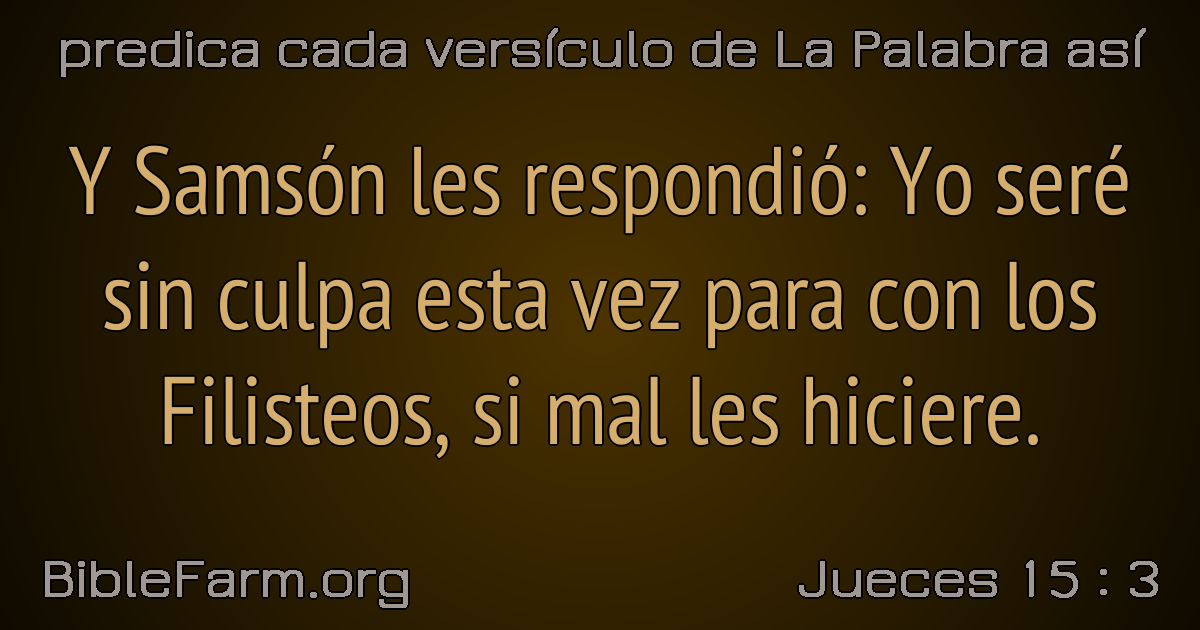 predica cada versículo de La Palabra así
Y Samsón les respondió: Yo seré
sin culpa esta vez para con los
Filisteos, si mal les hiciere.
BibleFarm.org
Jueces 15 : 3